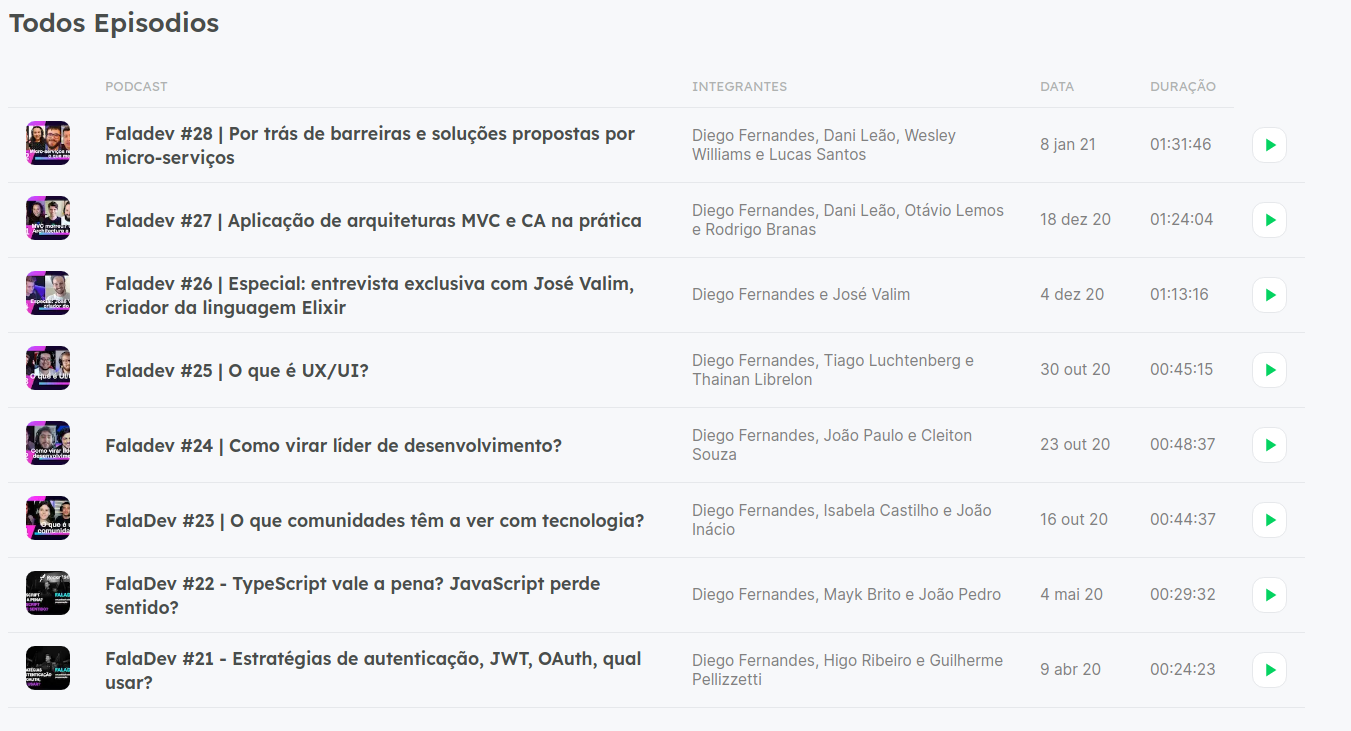 Todos Episodios
PODCAST INTEGRANTES DATA DURAÇÃO
Faladev #28 | Por trás de barreiras e soluções propostas por
micro-serviços
Diego Fernandes, Dani Leão, Wesley
Williams e Lucas Santos
8 jan 21
01:31:46
Faladev #27 | Aplicação de arquiteturas MVC e CA na prática
Diego Fernandes, Dani Leão, Otávio Lemos
e Rodrigo Branas
18 dez 20
01:24:04
Faladev #26 | Especial: entrevista exclusiva com José Valim,
criador da linguagem Elixir
Diego Fernandes e José Valim
4 dez 20
01:13:16
Faladev #25 | O que é UX/UI?
Diego Fernandes, Tiago Luchtenberg e
Thainan Librelon
30 out 20
00:45:15
Faladev #24 | Como virar líder de desenvolvimento?
Diego Fernandes, João Paulo e Cleiton
Souza
23 out 20
00:48:37
FalaDev #23 | O que comunidades têm a ver com tecnologia?
Diego Fernandes, Isabela Castilho e João
Inácio
16 out 20
00:44:37
FalaDev #22 - TypeScript vale a pena? JavaScript perde
sentido?
Diego Fernandes, Mayk Brito e João Pedro
4 mai 20
00:29:32
FalaDev #21 - Estratégias de autenticação, JWT, OAuth, qual
usar?
Diego Fernandes, Higo Ribeiro e Guilherme
Pellizzetti
9 abr 20
00:24:23